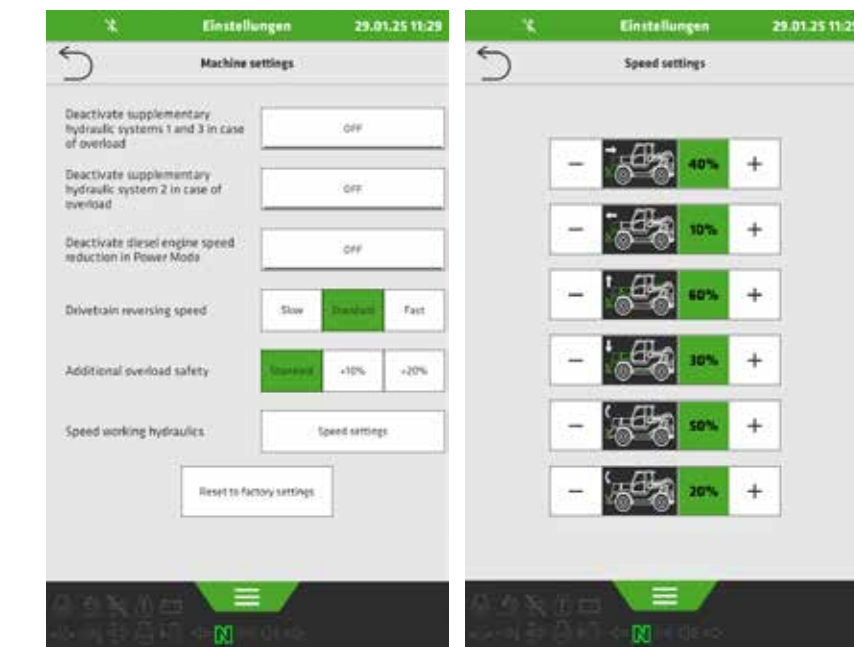 Einstellungen
29.01.25 11:29
Machine settings
Deactivate supplementary
hydraulic systems 1 and 3 in case
of overload
OFF
Deactivate supplementary
hydraulic system 2 in case of
overload
OFF
Deactivate diesel engine speed
reduction in Power Mode
OFF
Drivetrain reversing speed
Slow
Standard
Fast
Additional overload safety
Standard
+10%
+20%
Speed working hydraulics
Speed settings
Reset to factory settings
N
Einstellungen
29.01.25 11:29
Speed settings
− 40% +
− 10% +
− 60% +
− 30% +
− 50% +
− 20% +
N